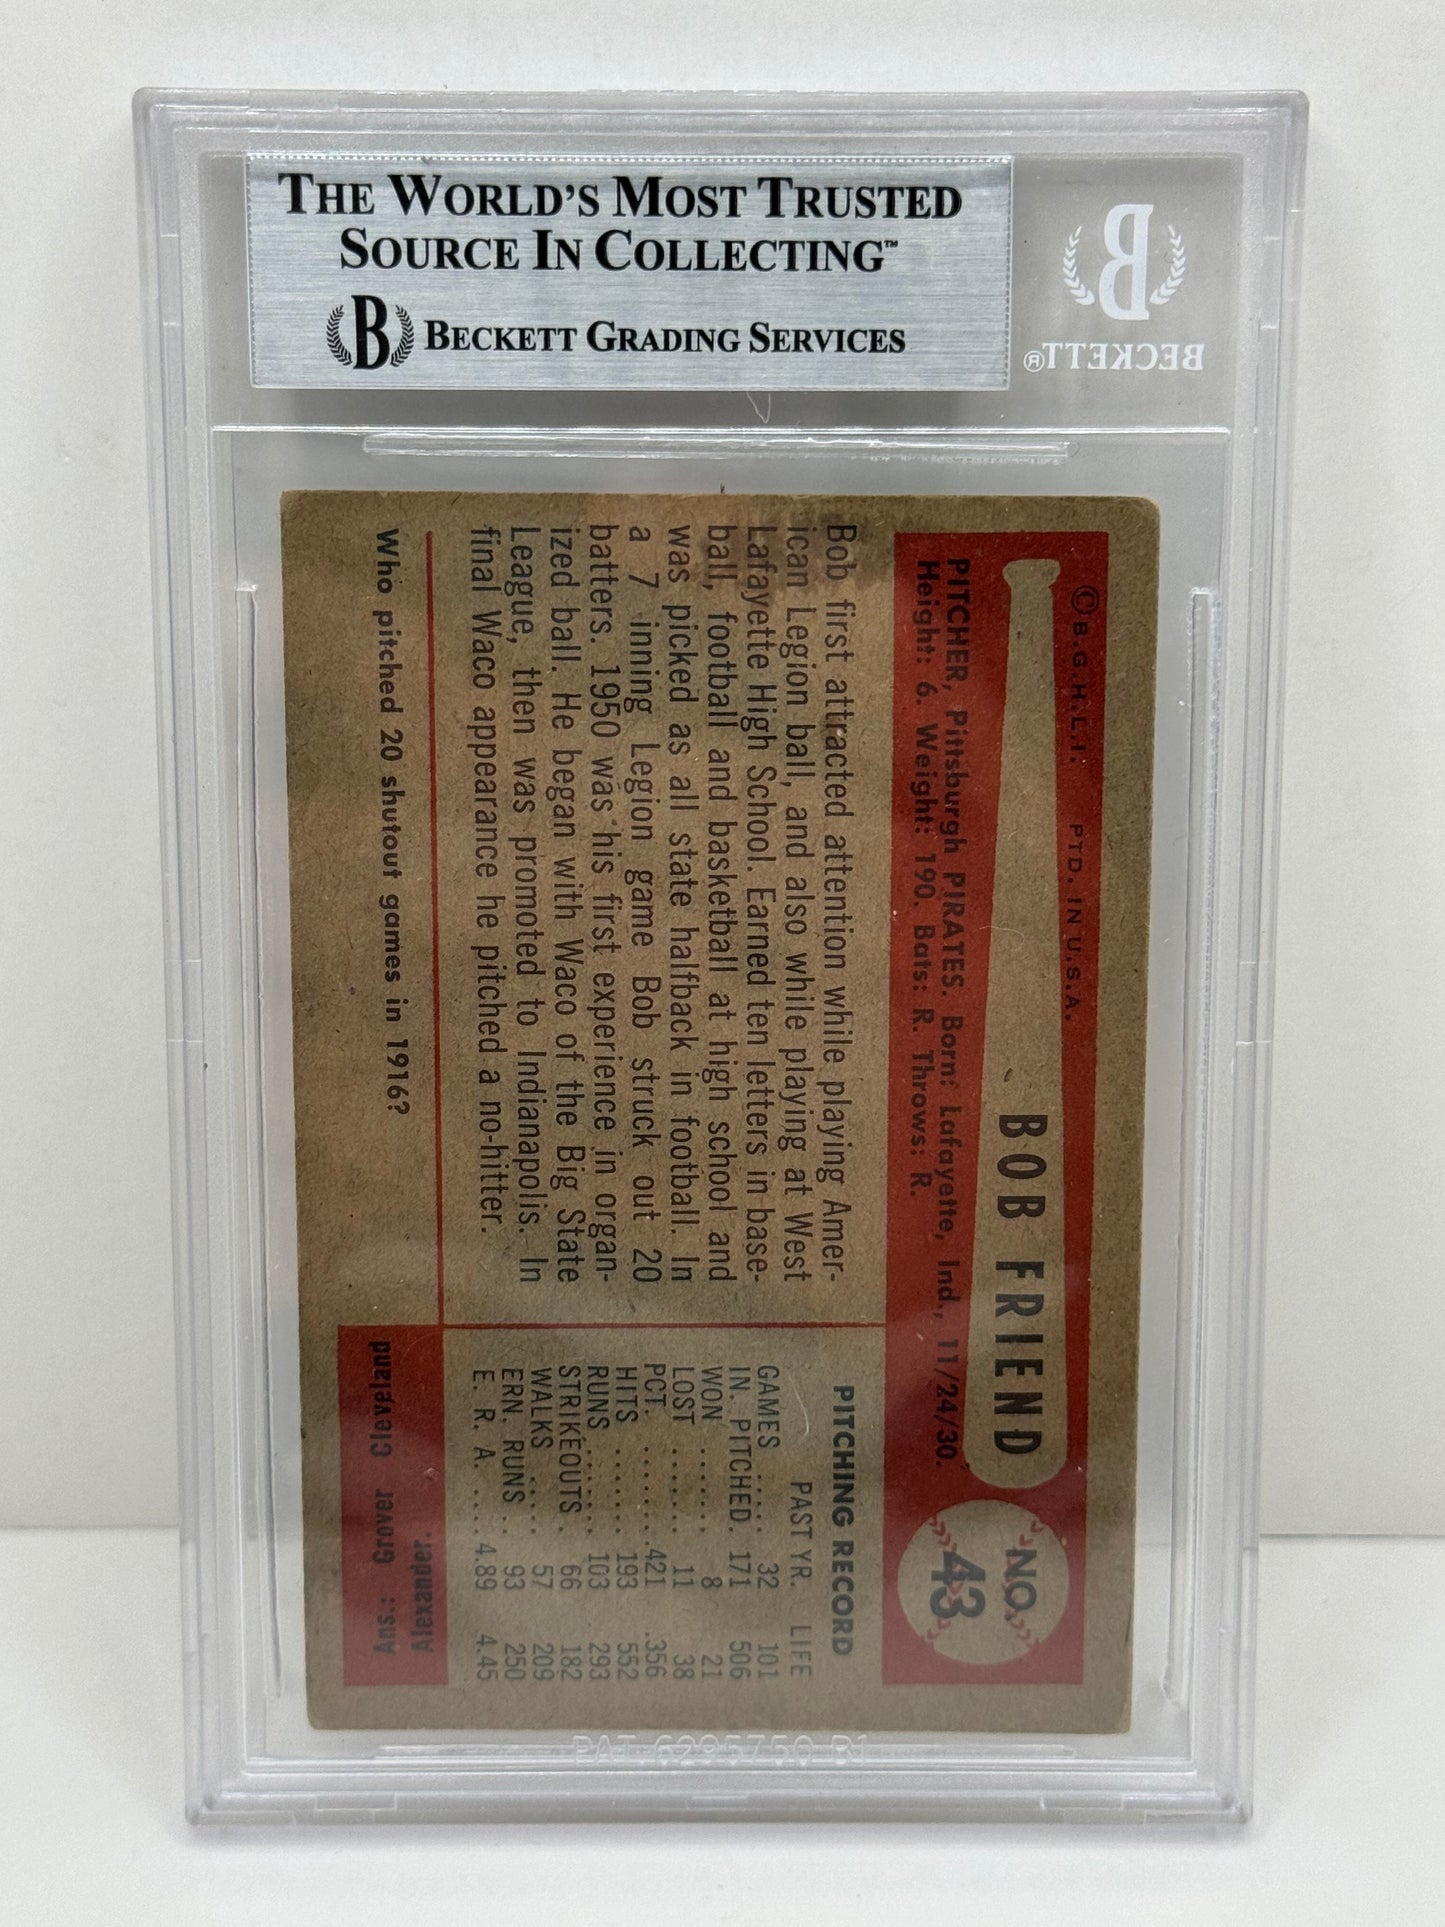 THE WORLD'S MOST TRUSTED
SOURCE IN COLLECTING™
B BECKETT GRADING SERVICES
B
BECKETT®
©B.G.H.L.I. PTD. IN U.S.A.
BOB FRIEND
NO.
43
PITCHER, Pittsburgh PIRATES. Born: Lafayette, Ind., 11/24/30.
Height: 6. Weight: 190. Bats: R. Throws: R.
Bob first attracted attention while playing Amer-
ican Legion ball, and also while playing at West
Lafayette High School. Earned ten letters in base-
ball, football and basketball at high school and
was picked as all state halfback in football. In
a 7 inning Legion game Bob struck out 20
batters. 1950 was his first experience in organ-
ized ball. He began with Waco of the Big State
League, then was promoted to Indianapolis. In
final Waco appearance he pitched a no-hitter.
PITCHING RECORD
PAST YR. LIFE
GAMES ..... 32 101
IN. PITCHED. 171 506
WON ...... 8 21
LOST ...... 11 38
PCT. ....... .421 .356
HITS ....... 193 552
RUNS ...... 103 293
STRIKEOUTS . 66 182
WALKS ..... 57 209
ERN. RUNS .. 93 250
E. R. A. .... 4.89 4.45
Who pitched 20 shutout games in 1916?
Ans.: Grover Cleveland
Alexander.
PAT. 6295750 B1